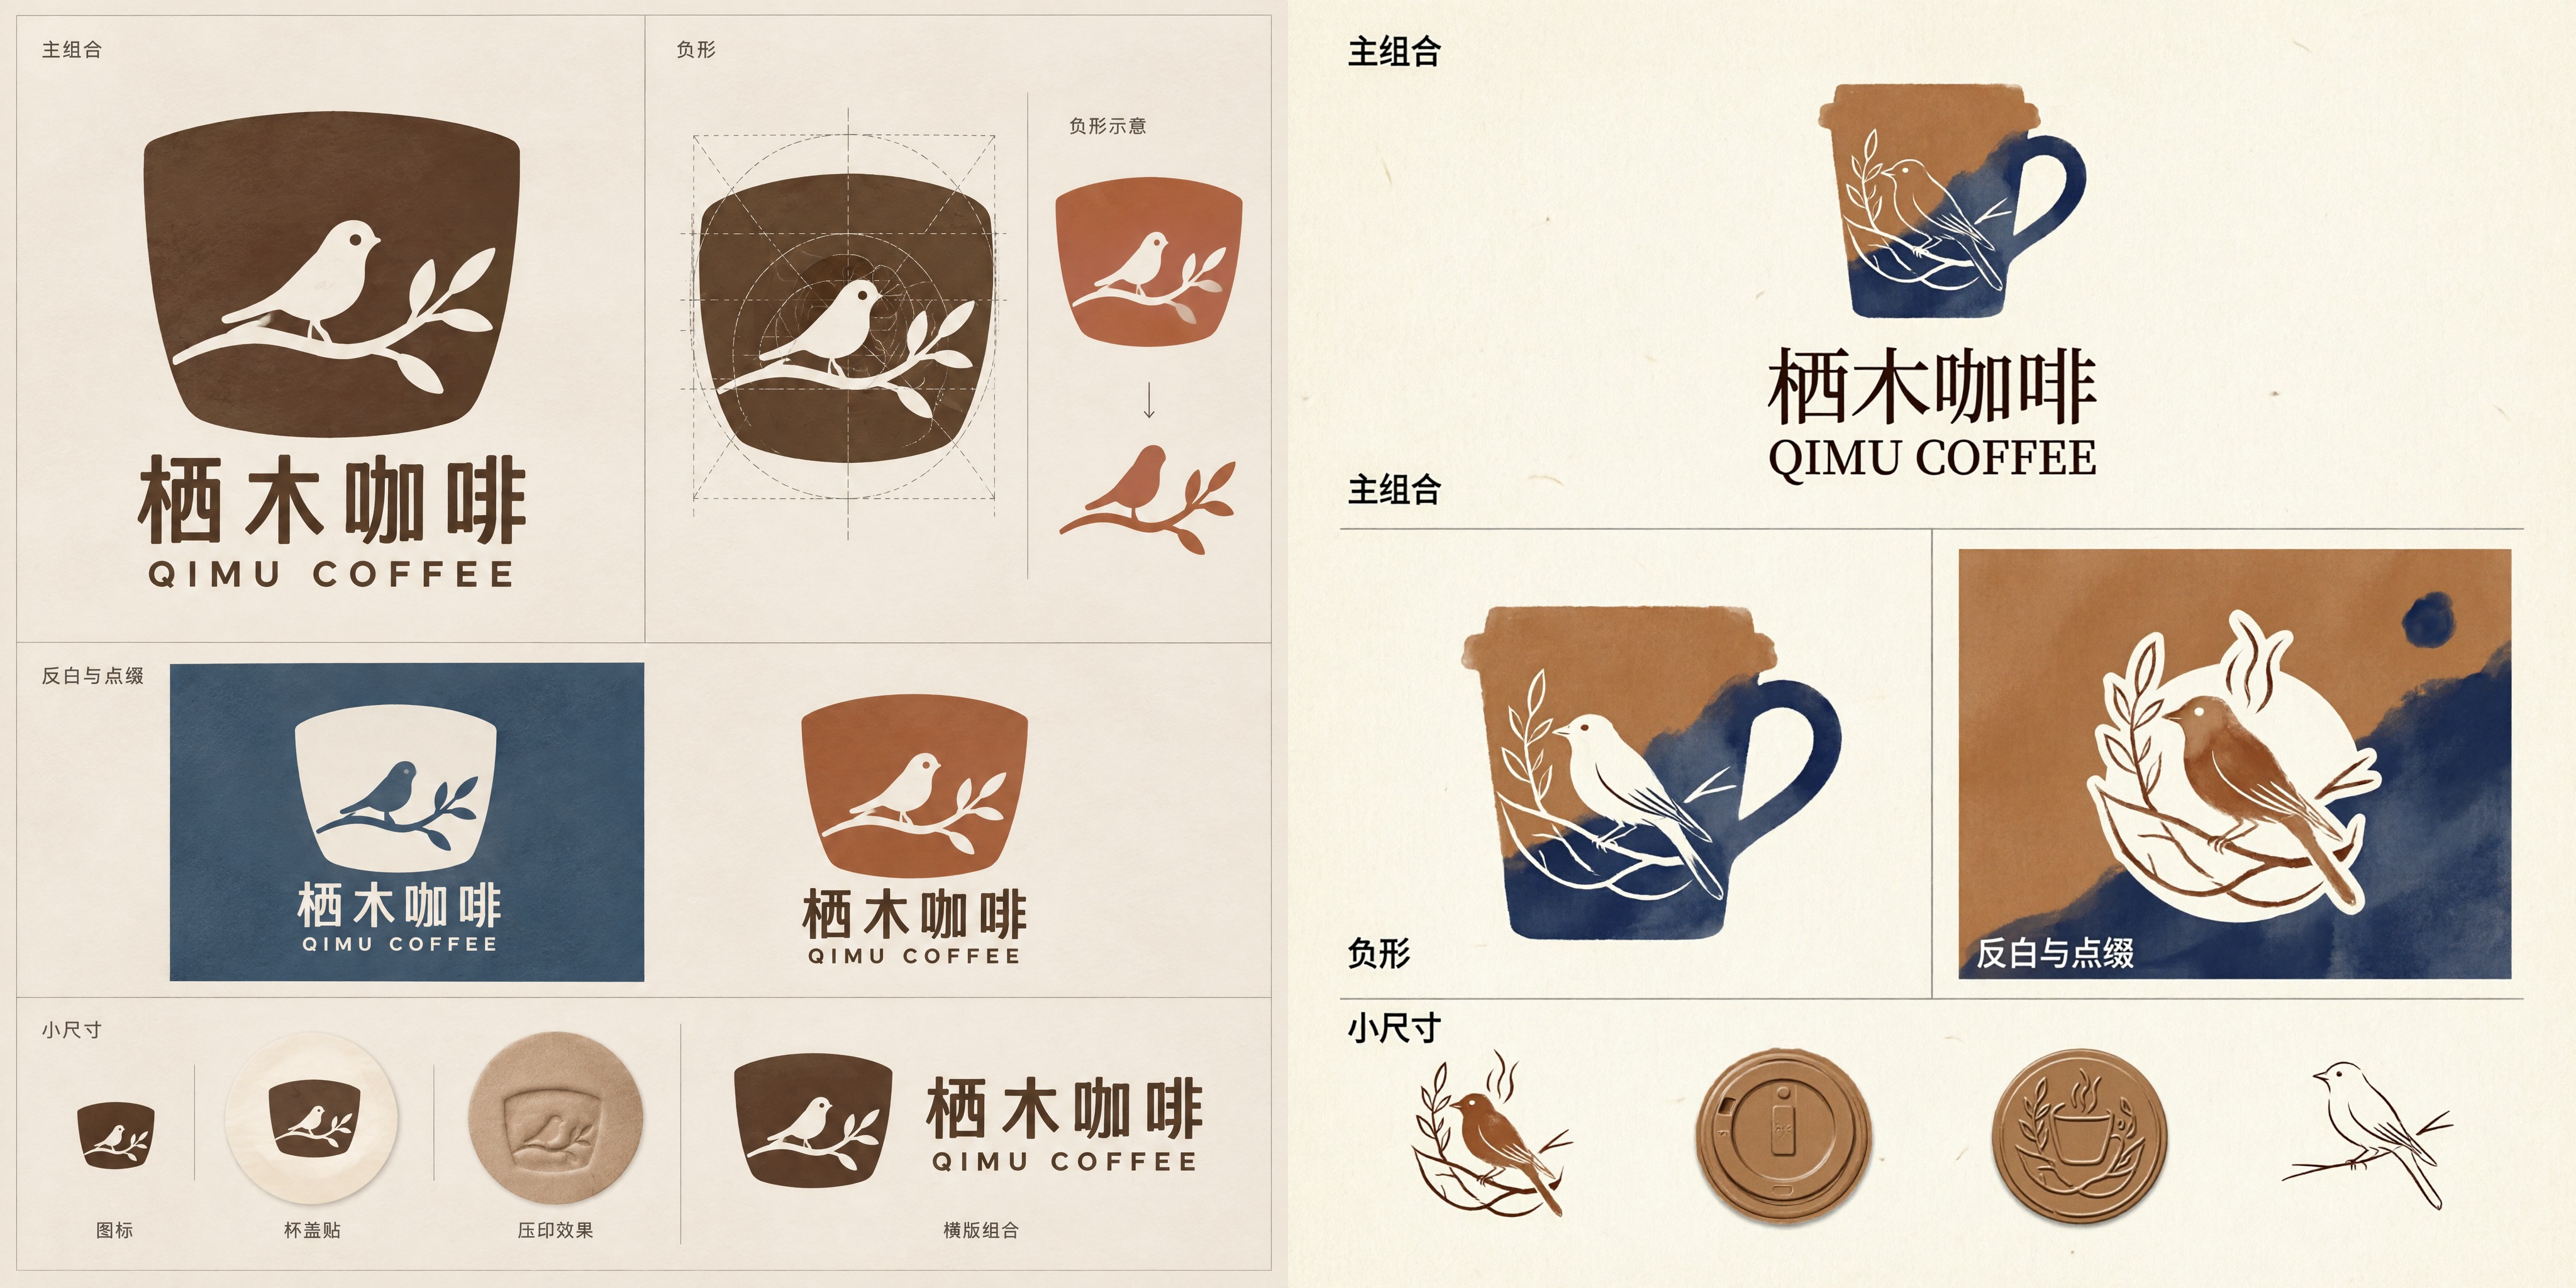 主组合
栖木咖啡
QIMU COFFEE
负形
负形示意
反白与点缀
栖木咖啡
QIMU COFFEE
栖木咖啡
QIMU COFFEE
小尺寸
图标
杯盖贴
压印效果
栖木咖啡
QIMU COFFEE
横版组合
主组合
栖木咖啡
QIMU COFFEE
主组合
负形
反白与点缀
小尺寸